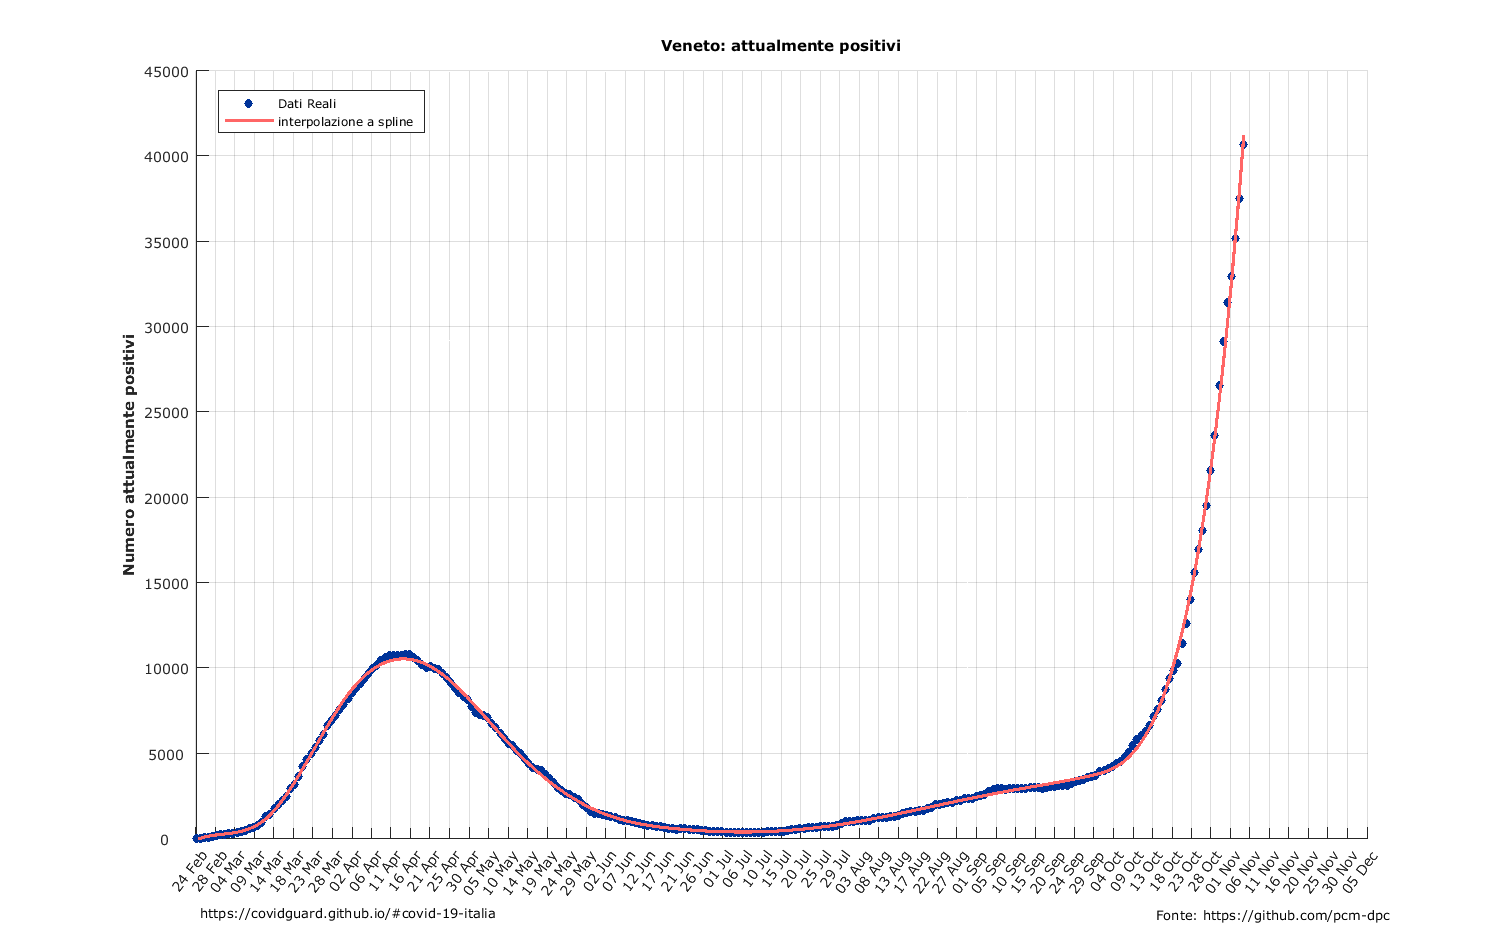 Veneto: attualmente positivi
45000
Dati Reali
interpolazione a spline
40000
35000
30000
25000
20000
15000
10000
5000
0
Numero attualmente positivi
24 Feb
28 Feb
04 Mar
09 Mar
14 Mar
18 Mar
23 Mar
28 Mar
02 Apr
06 Apr
11 Apr
16 Apr
21 Apr
25 Apr
30 Apr
05 May
10 May
14 May
19 May
24 May
29 May
02 Jun
07 Jun
12 Jun
17 Jun
21 Jun
26 Jun
01 Jul
06 Jul
10 Jul
15 Jul
20 Jul
25 Jul
29 Jul
03 Aug
08 Aug
13 Aug
17 Aug
22 Aug
27 Aug
01 Sep
05 Sep
10 Sep
15 Sep
20 Sep
24 Sep
29 Sep
04 Oct
09 Oct
13 Oct
18 Oct
23 Oct
28 Oct
01 Nov
06 Nov
11 Nov
16 Nov
20 Nov
25 Nov
30 Nov
05 Dec
https://covidguard.github.io/#covid-19-italia
Fonte: https://github.com/pcm-dpc